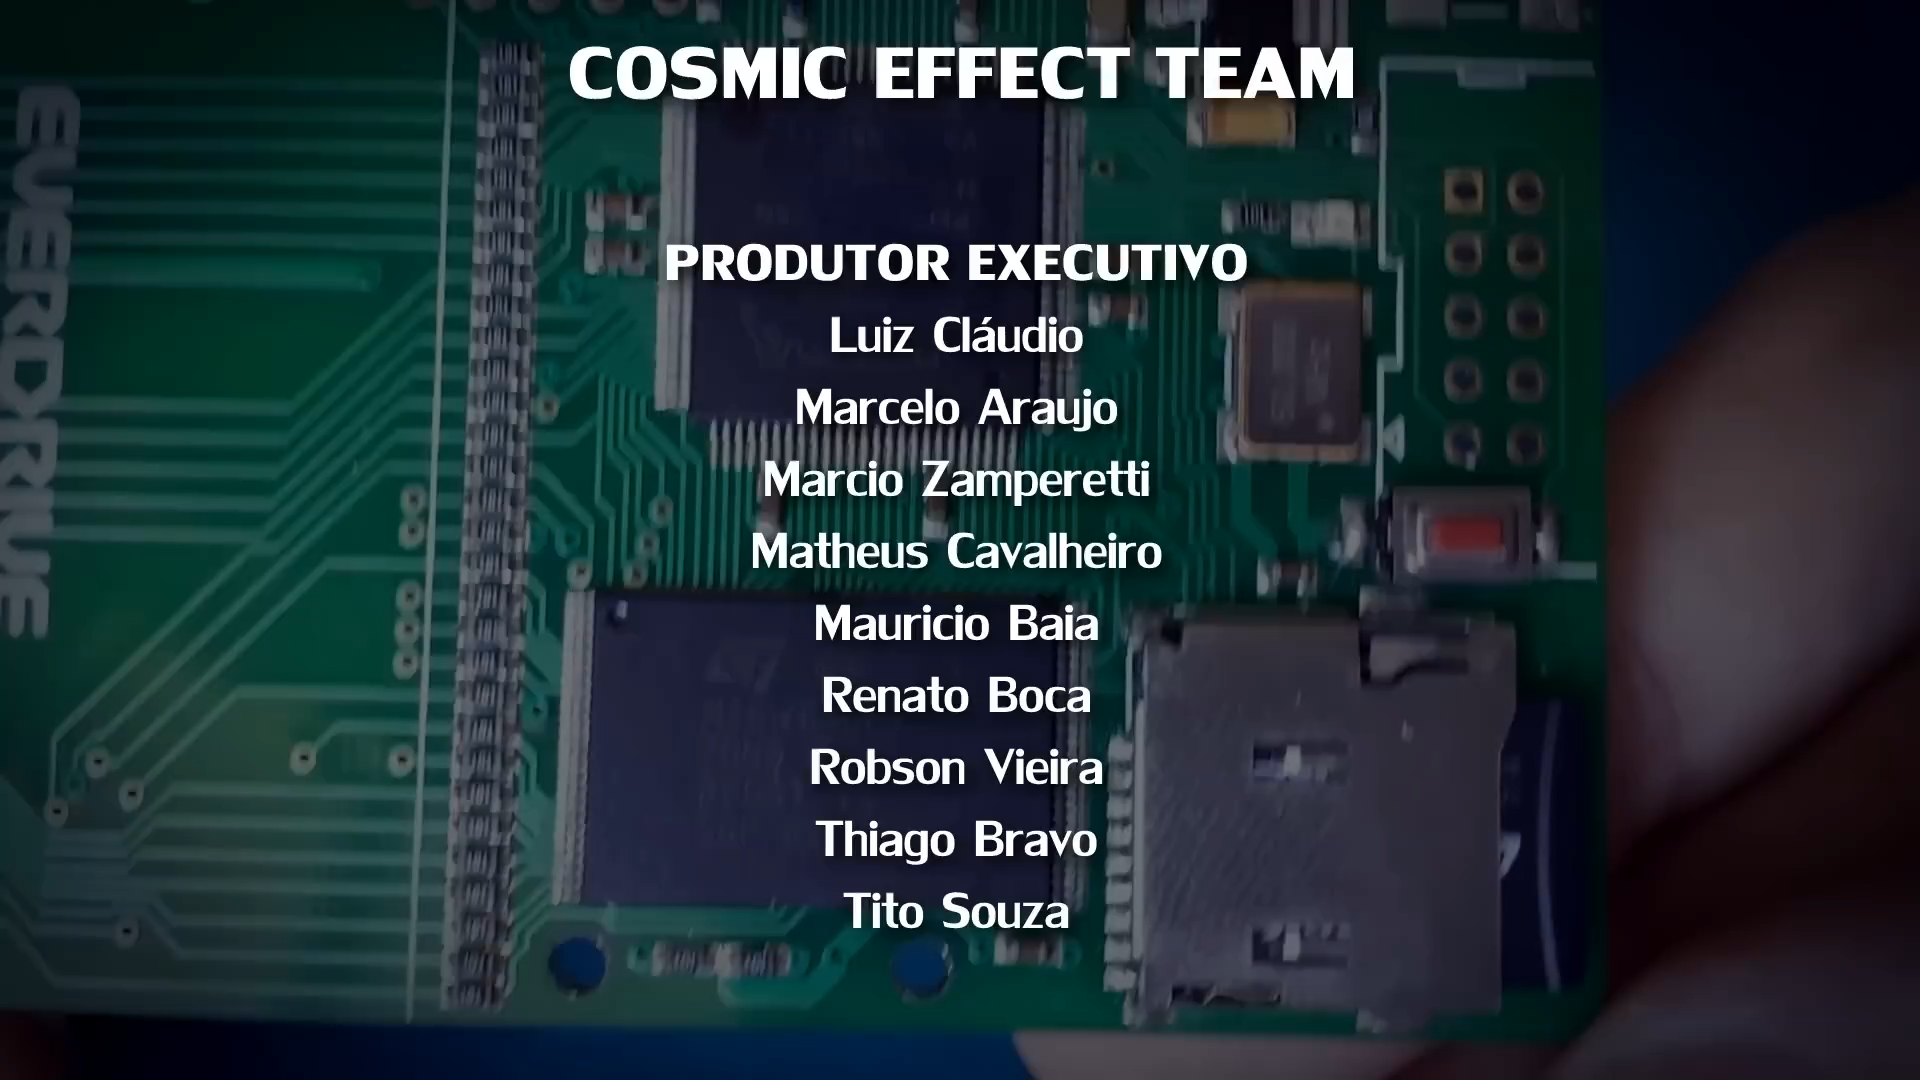 COSMIC EFFECT TEAM
PRODUTOR EXECUTIVO
Luiz Cláudio
Marcelo Araujo
Marcio Zamperetti
Matheus Cavalheiro
Mauricio Baia
Renato Boca
Robson Vieira
Thiago Bravo
Tito Souza
EVERDRIVE